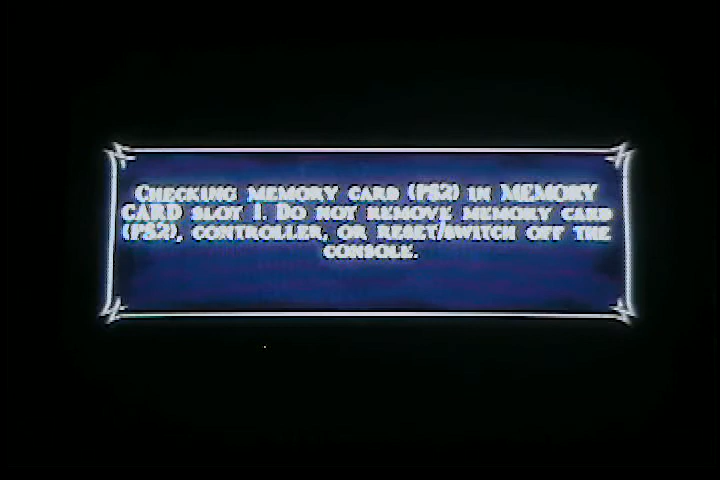 Checking memory card (PS2) in MEMORY
CARD slot 1. Do not remove memory card
(PS2), controller, or reset/switch off the
console.